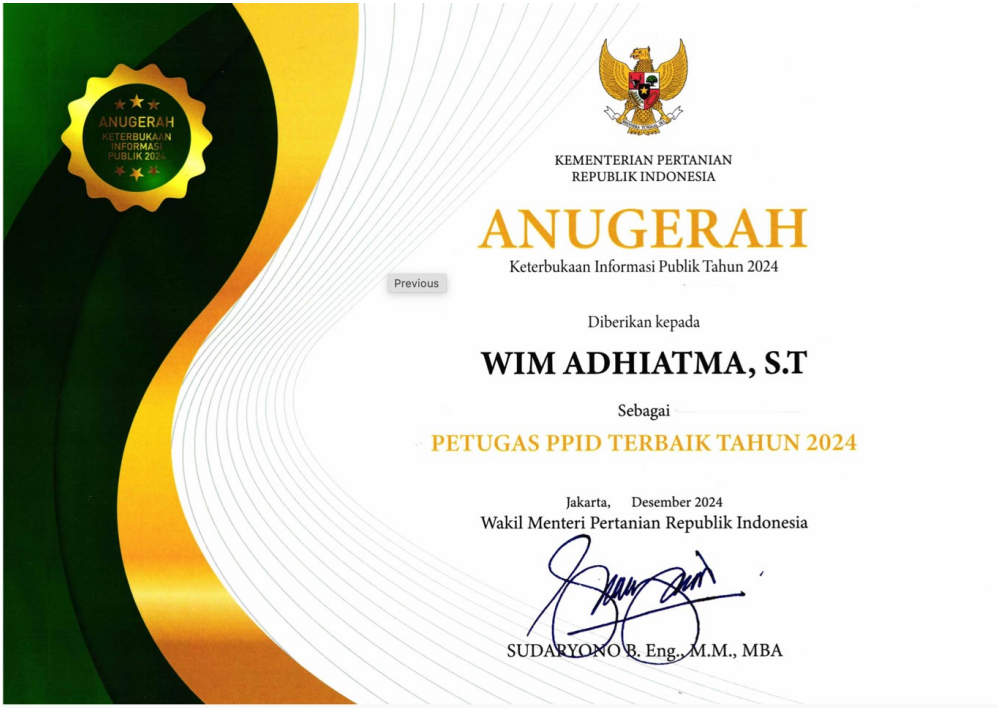 ANUGERAH
KETERBUKAAN
INFORMASI
PUBLIK 2024
KEMENTERIAN PERTANIAN
REPUBLIK INDONESIA
ANUGERAH
Keterbukaan Informasi Publik Tahun 2024
Previous
Diberikan kepada
WIM ADHIATMA, S.T
Sebagai
PETUGAS PPID TERBAIK TAHUN 2024
Jakarta, Desember 2024
Wakil Menteri Pertanian Republik Indonesia
SUDARYONO B. Eng., M.M., MBA